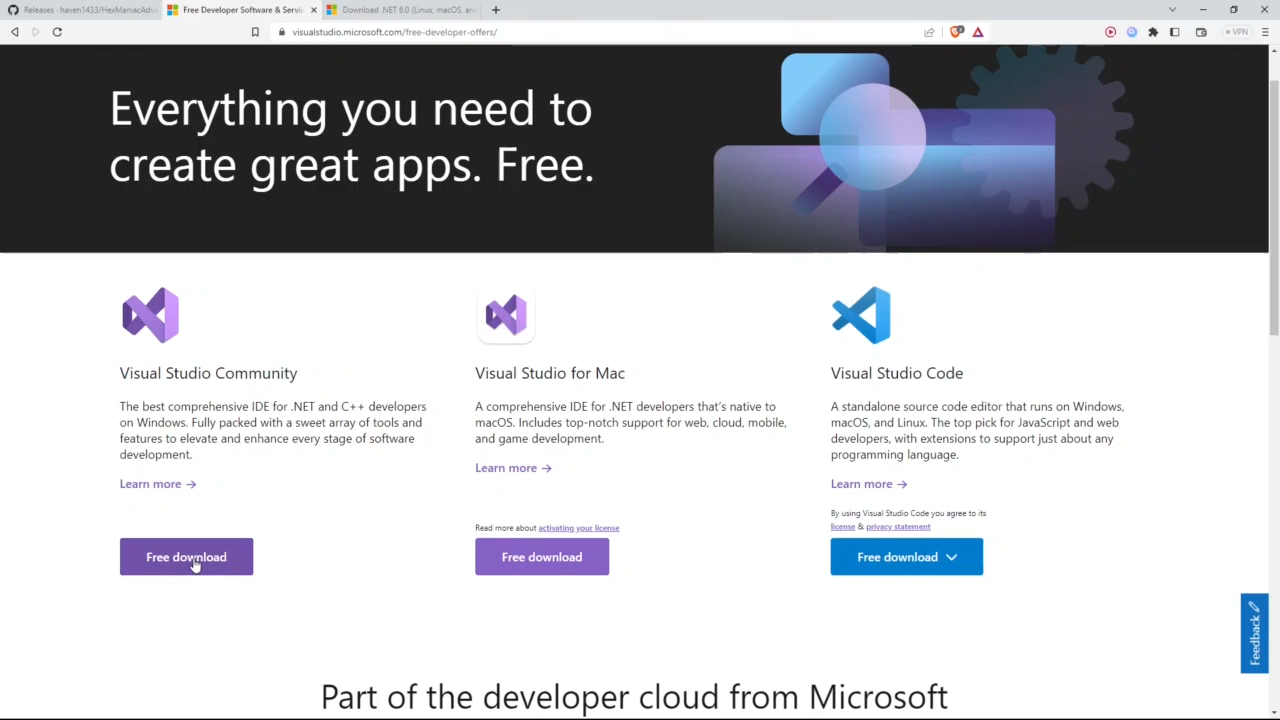 Releases - haven1433/HexManiacAdva
Free Developer Software & Servic
Download .NET 6.0 (Linux, macOS, an
visualstudio.microsoft.com/free-developer-offers/
VPN
Everything you need to
create great apps. Free.
Visual Studio Community
The best comprehensive IDE for .NET and C++ developers
on Windows. Fully packed with a sweet array of tools and
features to elevate and enhance every stage of software
development.
Learn more →
Free download
Visual Studio for Mac
A comprehensive IDE for .NET developers that's native to
macOS. Includes top-notch support for web, cloud, mobile,
and game development.
Learn more →
Read more about activating your license
Free download
Visual Studio Code
A standalone source code editor that runs on Windows,
macOS, and Linux. The top pick for JavaScript and web
developers, with extensions to support just about any
programming language.
Learn more →
By using Visual Studio Code you agree to its
license & privacy statement
Free download
Feedback
Part of the developer cloud from Microsoft